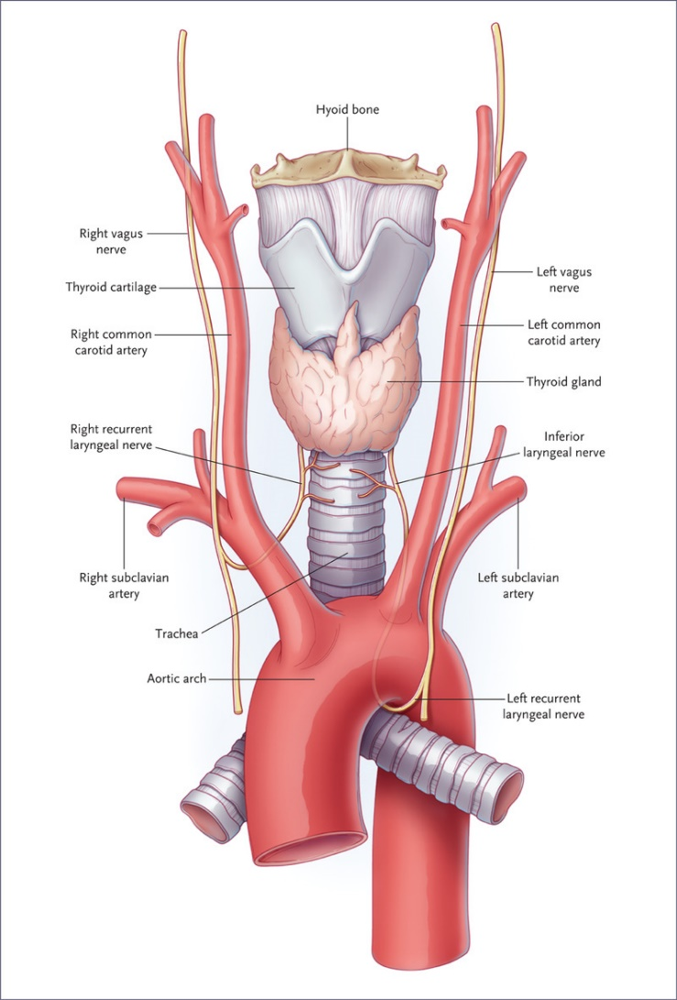 Hyoid bone
Right vagus
nerve
Left vagus
nerve
Thyroid cartilage
Left common
carotid artery
Right common
carotid artery
Thyroid gland
Right recurrent
laryngeal nerve
Inferior
laryngeal nerve
Right subclavian
artery
Left subclavian
artery
Trachea
Aortic arch
Left recurrent
laryngeal nerve